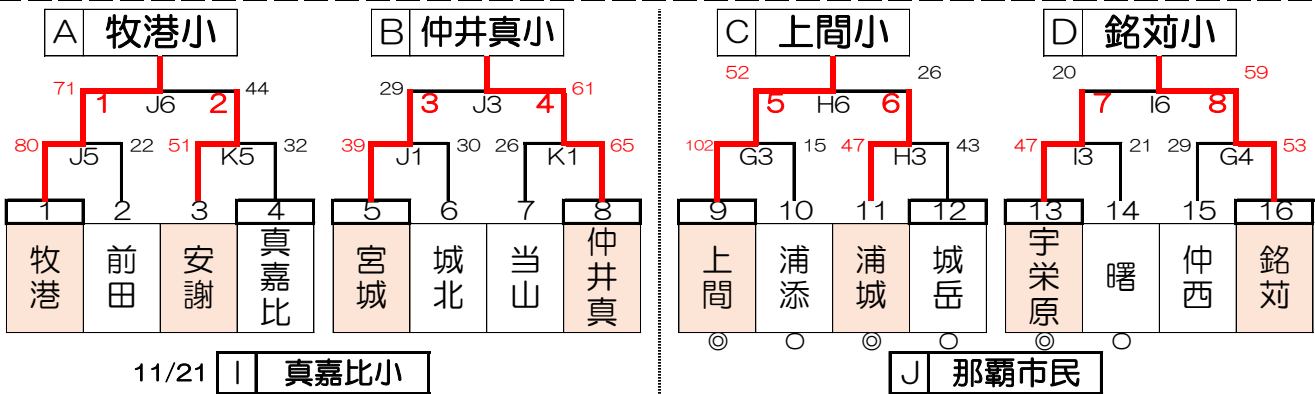 A 牧港小 B 仲井真小 C 上間小 D 銘苅小
71 1 J6 2 44 29 3 J3 4 61 52 5 H6 6 26 20 7 I6 8 59
80 J5 22 51 K5 32 39 J1 30 26 K1 65 102 G3 15 47 H3 43 47 I3 21 29 G4 53
1 2 3 4 5 6 7 8 9 10 11 12 13 14 15 16
牧港 前田 安謝 真嘉比 宮城 城北 当山 仲井真 上間 浦添 浦城 城岳 宇栄原 曙 仲西 銘苅
◎ ○ ◎ ○ ◎ ○
11/21 I 真嘉比小 J 那覇市民